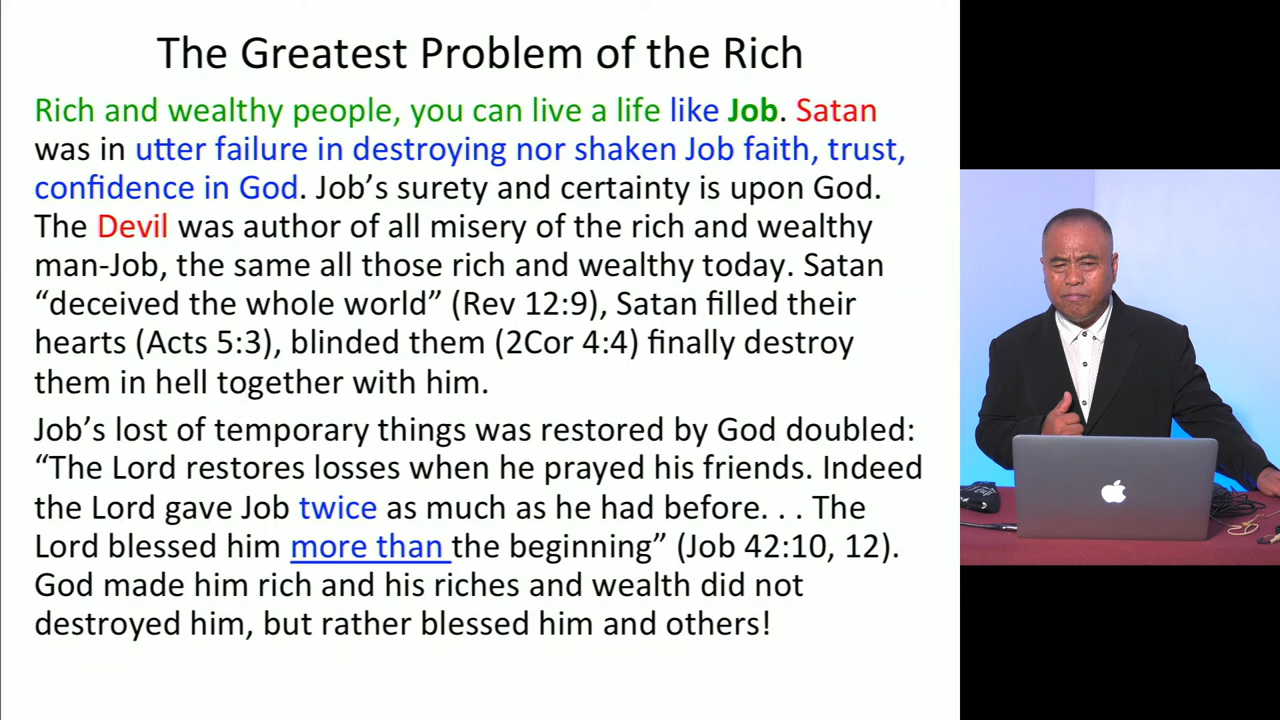 The Greatest Problem of the Rich
Rich and wealthy people, you can live a life like Job. Satan
was in utter failure in destroying nor shaken Job faith, trust,
confidence in God. Job’s surety and certainty is upon God.
The Devil was author of all misery of the rich and wealthy
man-Job, the same all those rich and wealthy today. Satan
“deceived the whole world” (Rev 12:9), Satan filled their
hearts (Acts 5:3), blinded them (2Cor 4:4) finally destroy
them in hell together with him.
Job’s lost of temporary things was restored by God doubled:
“The Lord restores losses when he prayed his friends. Indeed
the Lord gave Job twice as much as he had before. . . The
Lord blessed him more than the beginning” (Job 42:10, 12).
God made him rich and his riches and wealth did not
destroyed him, but rather blessed him and others!